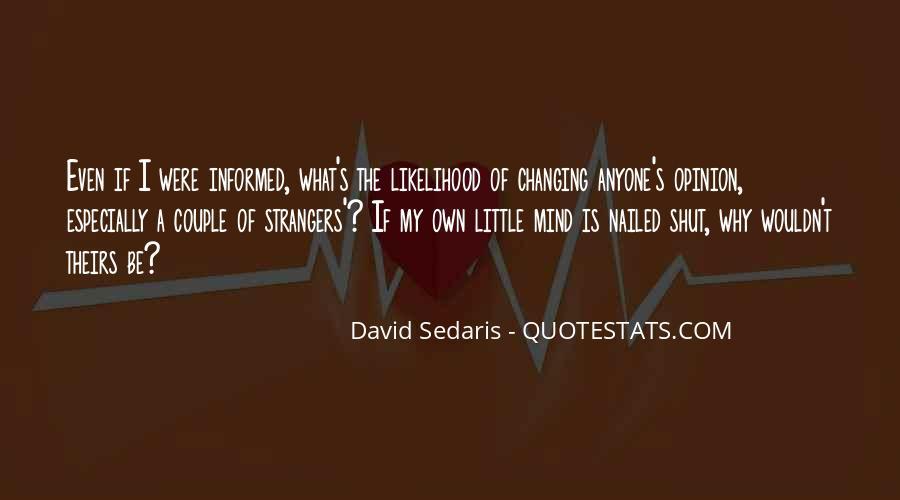 Even if I were informed, what's the likelihood of changing anyone's opinion,
especially a couple of strangers'? If my own little mind is nailed shut, why wouldn't
theirs be?
David Sedaris - QUOTESTATS.COM